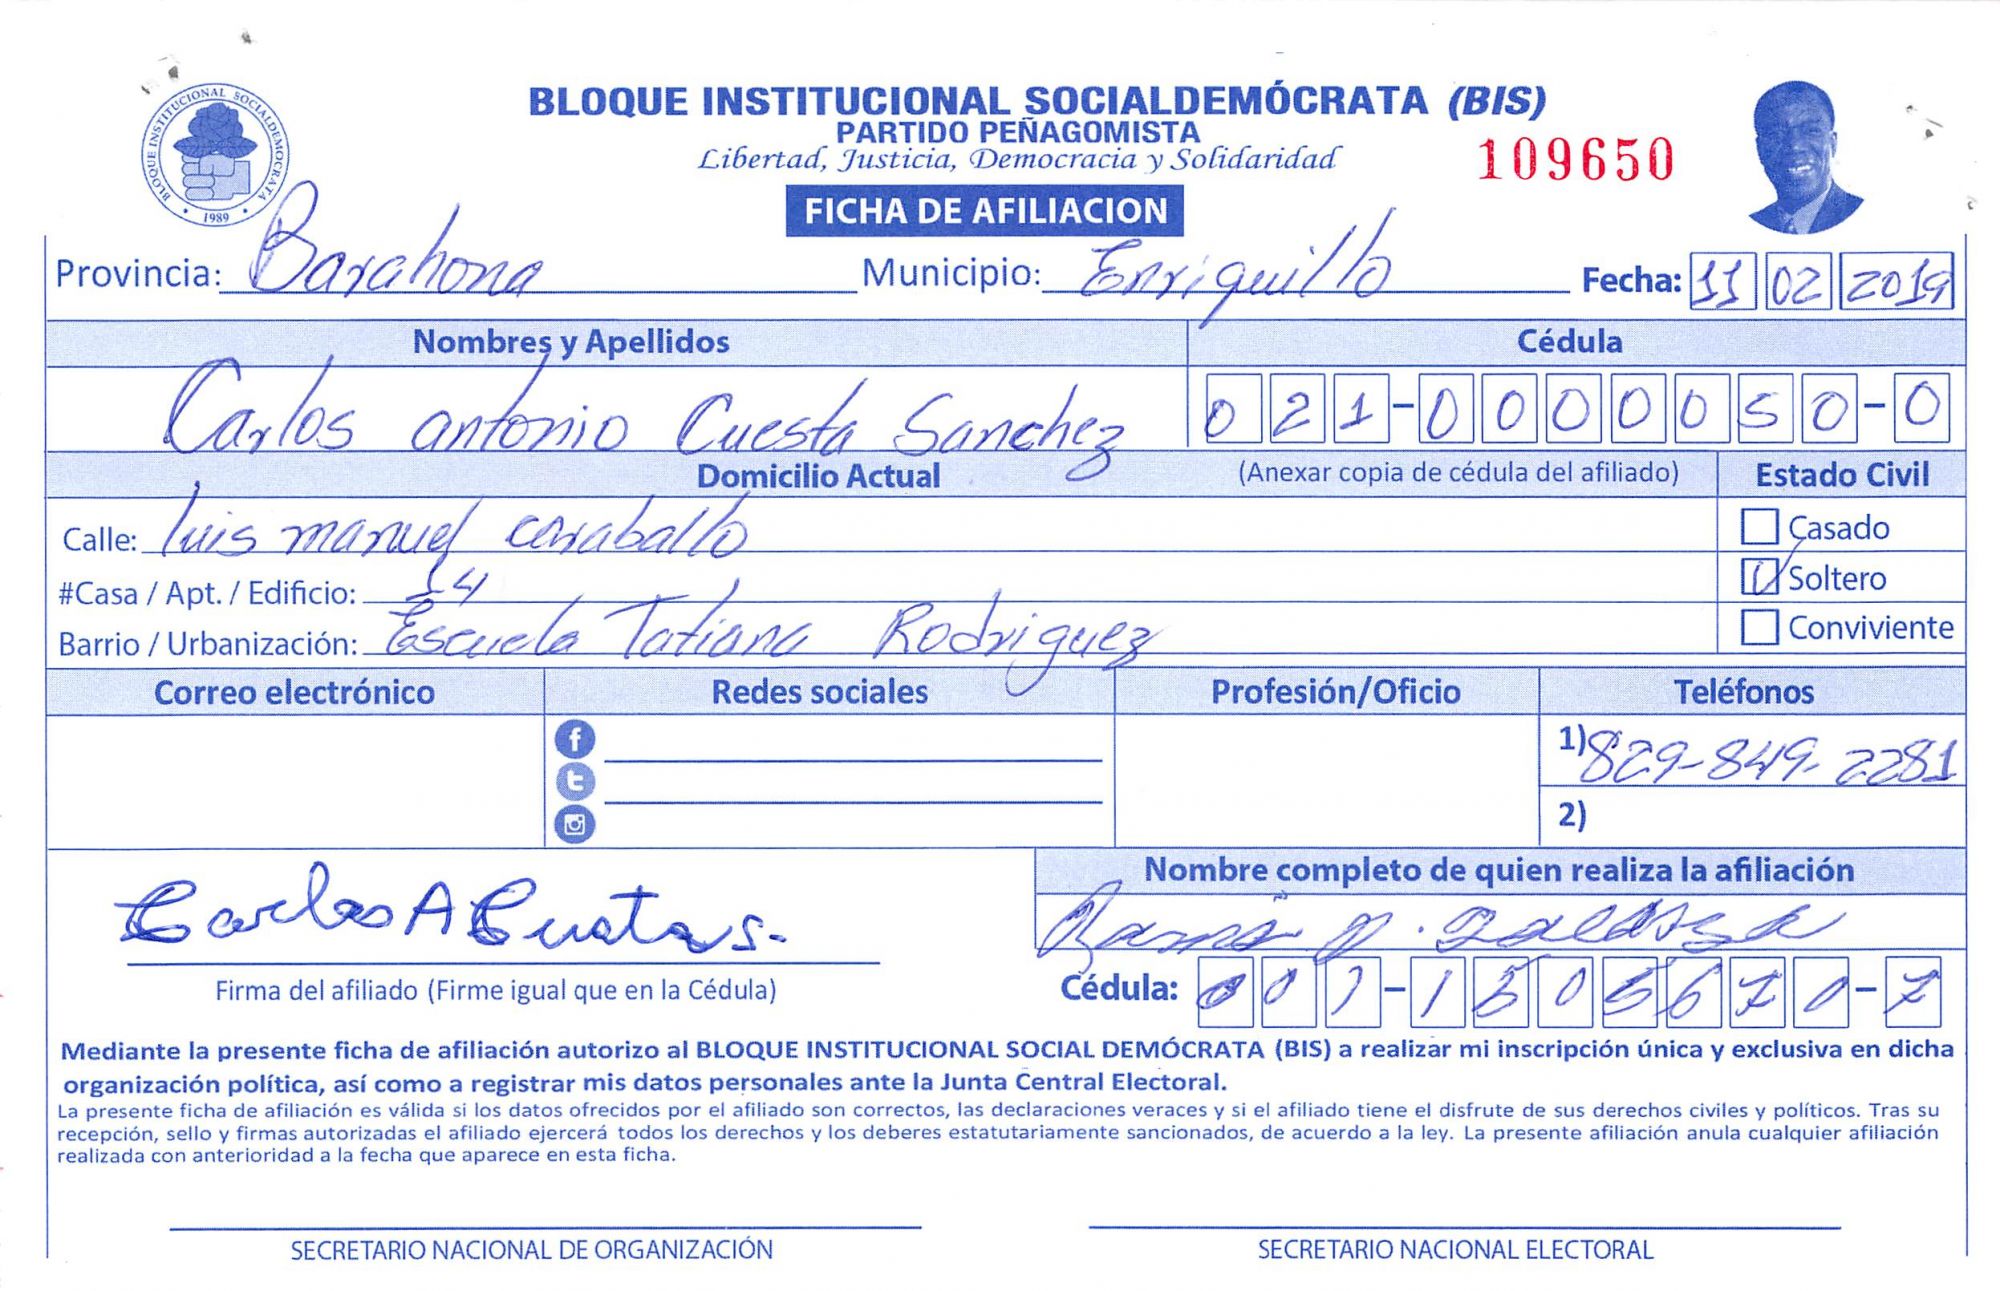 BLOQUE INSTITUCIONAL SOCIALDEMÓCRATA (BIS)
PARTIDO PEÑAGOMISTA
Libertad, Justicia, Democracia y Solidaridad
109650
BLOQUE INSTITUCIONAL SOCIALDEMOCRATA
1989
FICHA DE AFILIACION
Provincia: Barahona Municipio: Enriquillo Fecha: 11 02 2019
Nombres y Apellidos Cédula
Carlos antonio Cuesta Sanchez 021-0000050-0
Domicilio Actual (Anexar copia de cédula del afiliado) Estado Civil
Calle: luis manuel caraballo Casado
#Casa / Apt. / Edificio: 14 Soltero
Barrio / Urbanización: Escuela Tatiana Rodriguez Conviviente
Correo electrónico Redes sociales Profesión/Oficio Teléfonos
1) 829-849-2281
2)
Nombre completo de quien realiza la afiliación
Carlos A Cuesta S.
Firma del afiliado (Firme igual que en la Cédula) Cédula: 001-1505670-7
Mediante la presente ficha de afiliación autorizo al BLOQUE INSTITUCIONAL SOCIAL DEMÓCRATA (BIS) a realizar mi inscripción única y exclusiva en dicha
organización política, así como a registrar mis datos personales ante la Junta Central Electoral.
La presente ficha de afiliación es válida si los datos ofrecidos por el afiliado son correctos, las declaraciones veraces y si el afiliado tiene el disfrute de sus derechos civiles y políticos. Tras su
recepción, sello y firmas autorizadas el afiliado ejercerá todos los derechos y los deberes estatutariamente sancionados, de acuerdo a la ley. La presente afiliación anula cualquier afiliación
realizada con anterioridad a la fecha que aparece en esta ficha.
SECRETARIO NACIONAL DE ORGANIZACIÓN SECRETARIO NACIONAL ELECTORAL